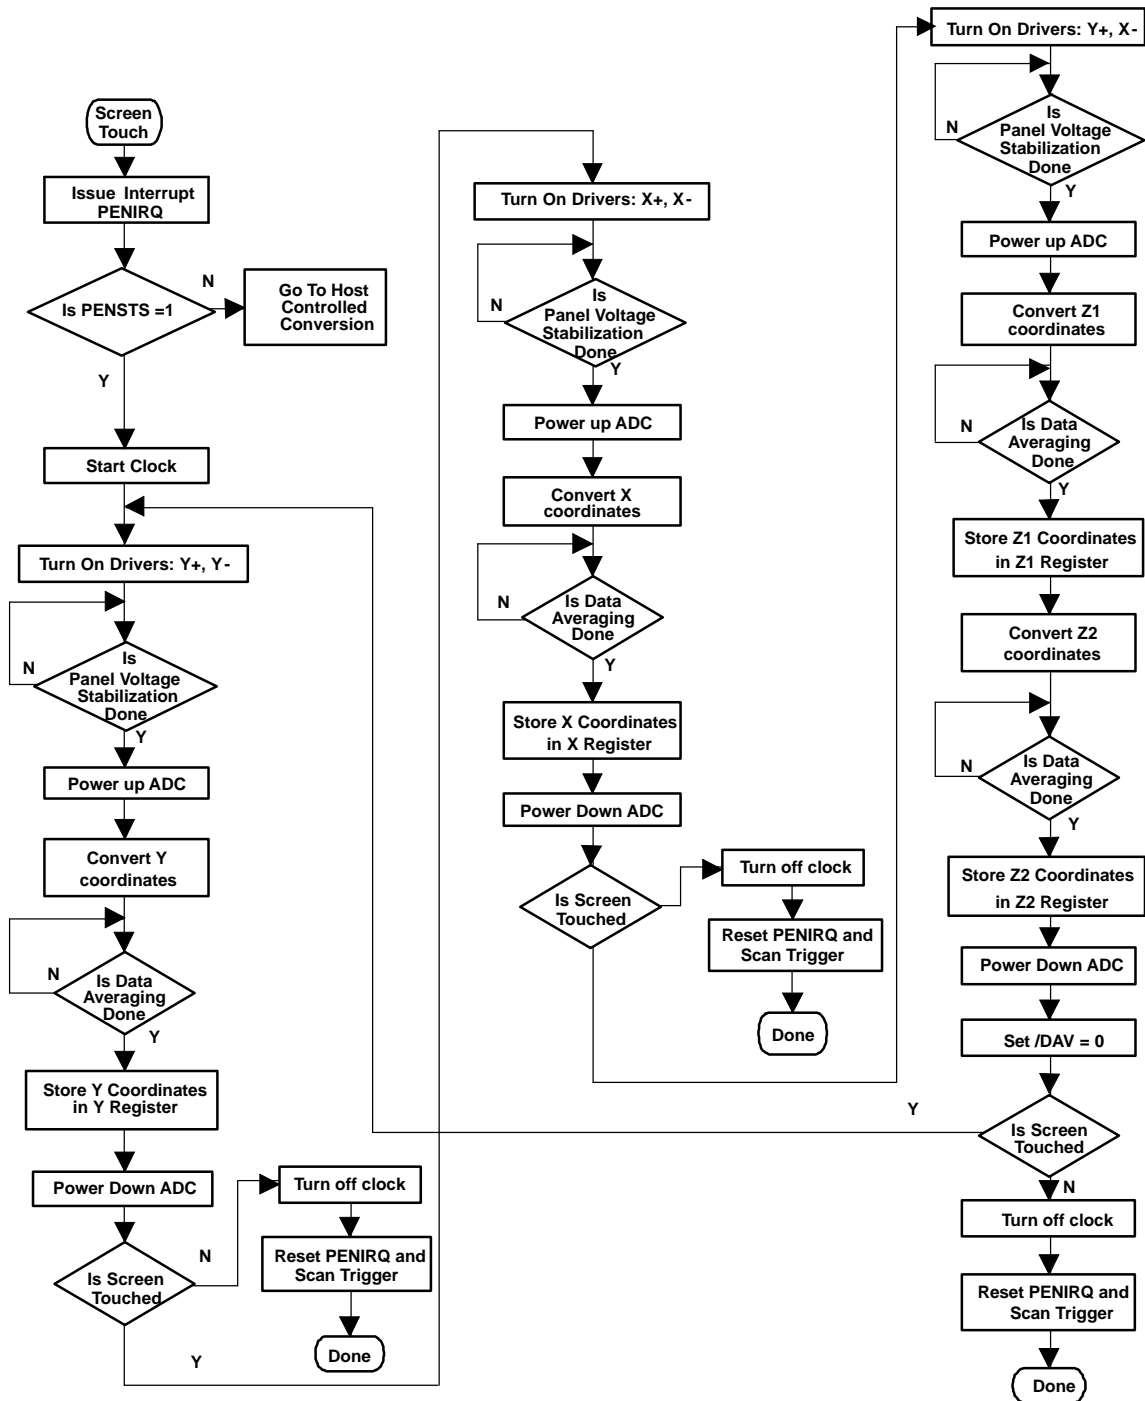 Screen
Touch
Issue Interrupt
PENIRQ
Is PENSTS =1
N
Go To Host
Controlled
Conversion
Y
Start Clock
Turn On Drivers: Y+, Y-
Is
Panel Voltage
Stabilization
Done
N
Y
Power up ADC
Convert Y
coordinates
Is Data
Averaging
Done
N
Y
Store Y Coordinates
in Y Register
Power Down ADC
Is Screen
Touched
N
Turn off clock
Reset PENIRQ and
Scan Trigger
Done
Y
Turn On Drivers: X+, X-
Is
Panel Voltage
Stabilization
Done
N
Y
Power up ADC
Convert X
coordinates
Is Data
Averaging
Done
N
Y
Store X Coordinates
in X Register
Power Down ADC
Is Screen
Touched
Turn off clock
Reset PENIRQ and
Scan Trigger
Done
Turn On Drivers: Y+, X-
Is
Panel Voltage
Stabilization
Done
N
Y
Power up ADC
Convert Z1
coordinates
Is Data
Averaging
Done
N
Y
Store Z1 Coordinates
in Z1 Register
Convert Z2
coordinates
Is Data
Averaging
Done
N
Y
Store Z2 Coordinates
in Z2 Register
Power Down ADC
Set /DAV = 0
Is Screen
Touched
Y
N
Turn off clock
Reset PENIRQ and
Scan Trigger
Done